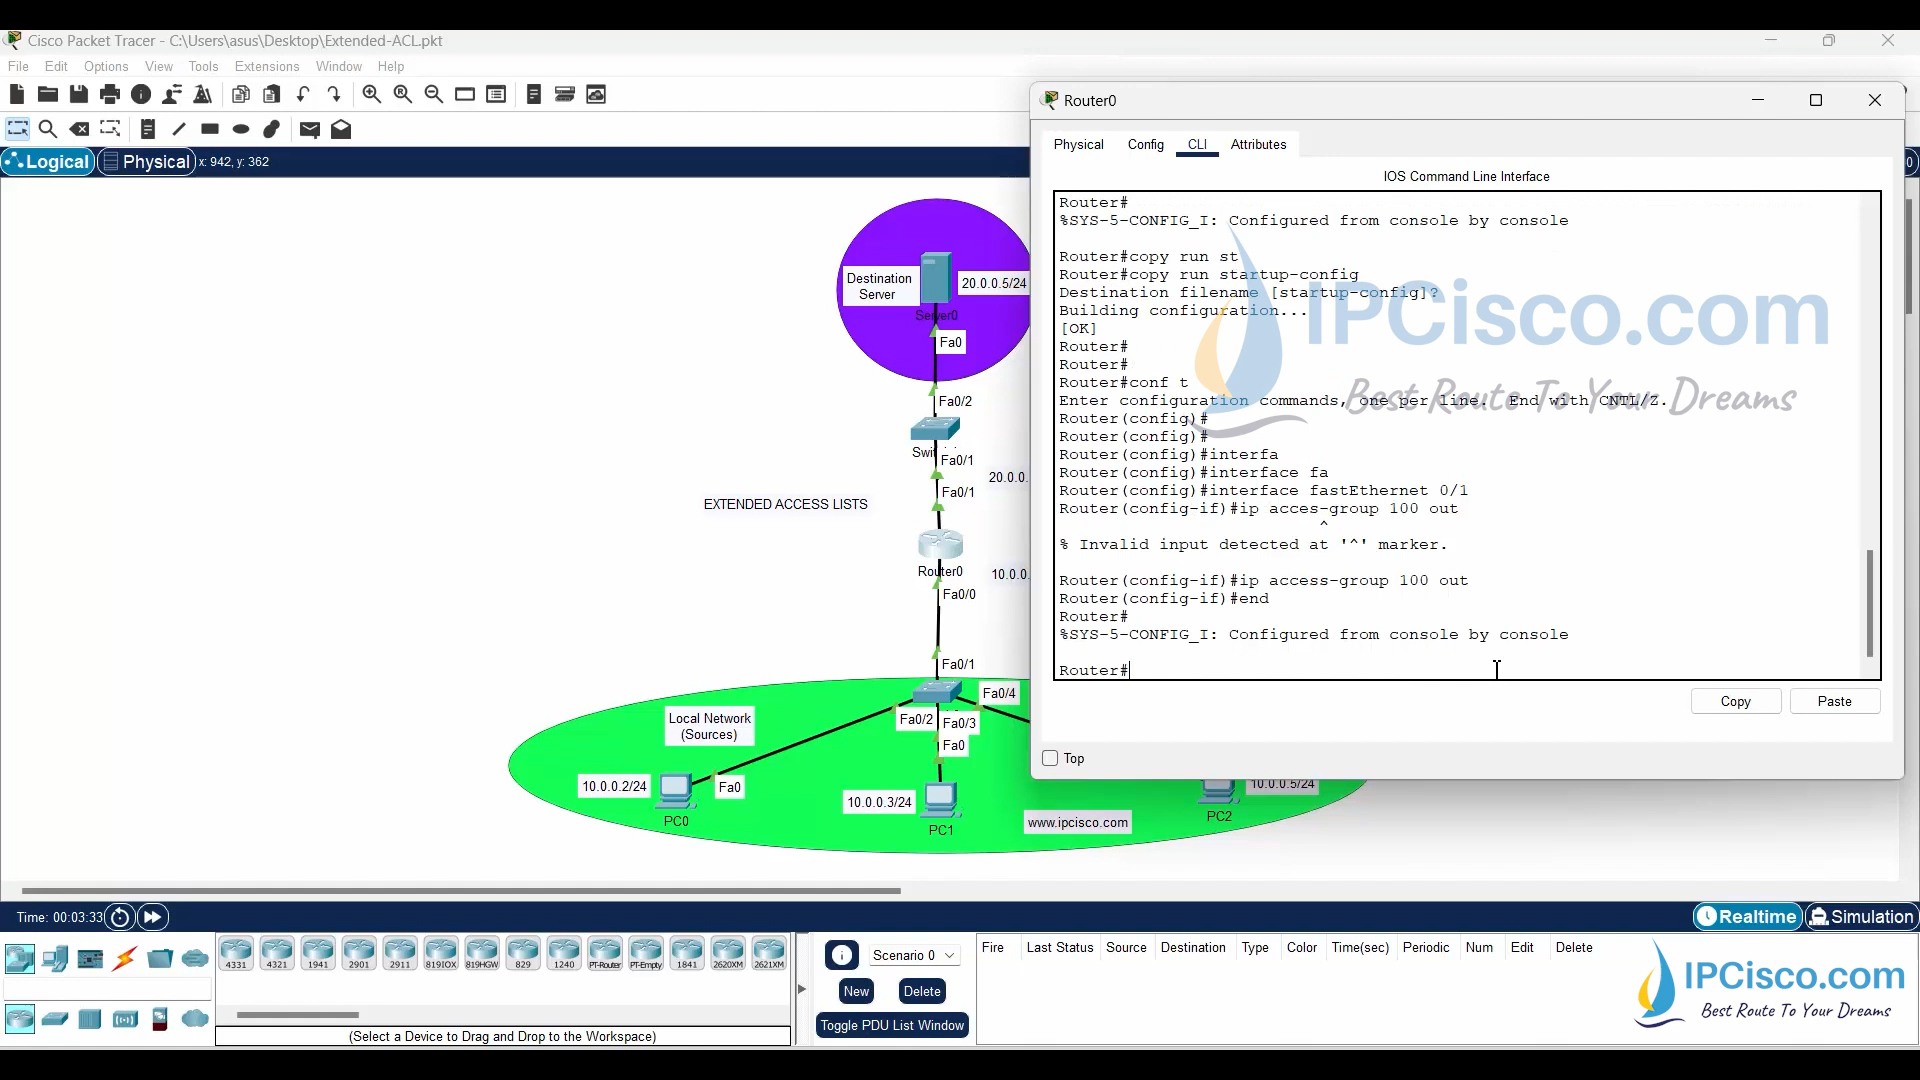 Cisco Packet Tracer - C:\Users\asus\Desktop\Extended-ACL.pkt
File Edit Options View Tools Extensions Window Help
Logical Physical x: 942, y: 362
Destination
Server
20.0.0.5/24
Server0
Fa0
Fa0/2
Fa0/1
20.0.0.
Fa0/1
EXTENDED ACCESS LISTS
Router0
10.0.0.
Fa0/0
Fa0/1
Fa0/4
Local Network
(Sources)
Fa0/2
Fa0/3
Fa0
10.0.0.2/24
Fa0
PC0
10.0.0.3/24
PC1
www.ipcisco.com
10.0.0.5/24
PC2
Router0
Physical Config CLI Attributes
IOS Command Line Interface
Router#
%SYS-5-CONFIG_I: Configured from console by console
Router#copy run st
Router#copy run startup-config
Destination filename [startup-config]?
Building configuration...
[OK]
Router#
Router#
Router#conf t
Enter configuration commands, one per line. End with CNTL/Z.
Router(config)#
Router(config)#
Router(config)#interfa
Router(config)#interface fa
Router(config)#interface fastEthernet 0/1
Router(config-if)#ip acces-group 100 out
^
% Invalid input detected at '^' marker.
Router(config-if)#ip access-group 100 out
Router(config-if)#end
Router#
%SYS-5-CONFIG_I: Configured from console by console
Router#
IPCisco.com
Best Route To Your Dreams
Copy Paste
Top
Time: 00:03:33
Realtime Simulation
4331 4321 1941 2901 2911 819IOX 819HGW 829 1240 PT-Router PT-Empty 1841 2620XM 2621XM
(Select a Device to Drag and Drop to the Workspace)
Scenario 0
New Delete
Toggle PDU List Window
Fire Last Status Source Destination Type Color Time(sec) Periodic Num Edit Delete
IPCisco.com
Best Route To Your Dreams